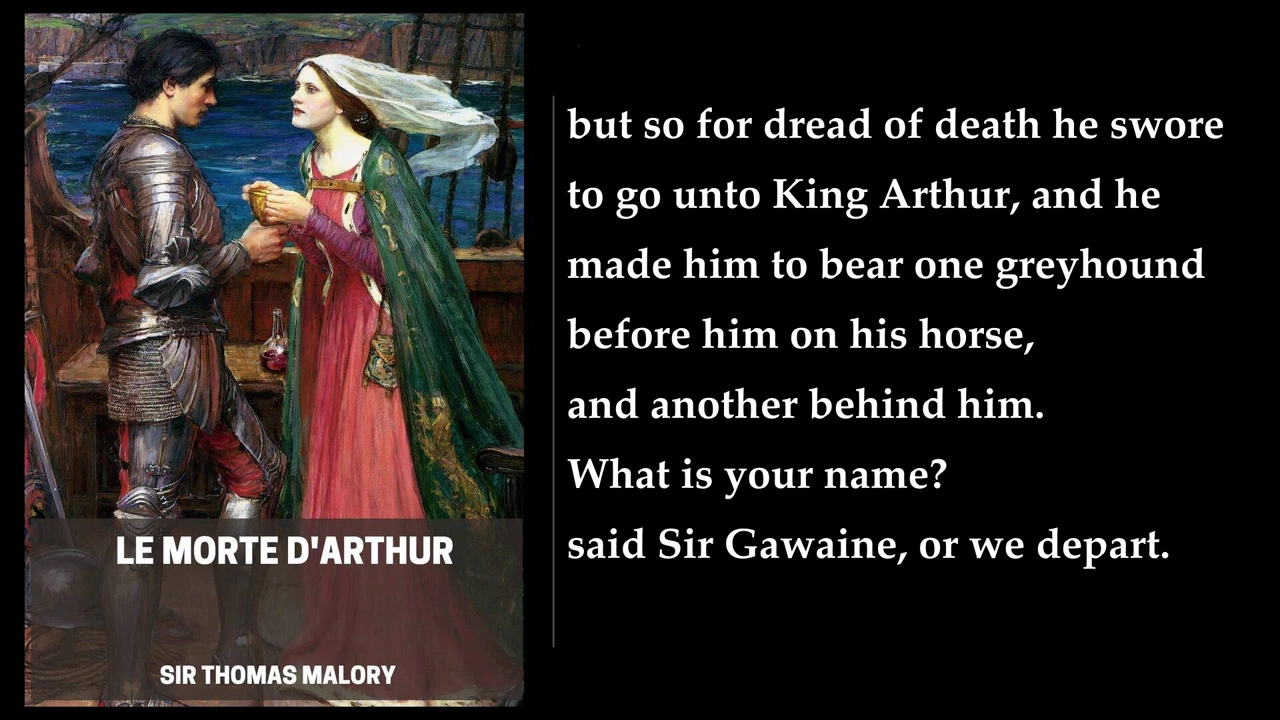 LE MORTE D'ARTHUR
SIR THOMAS MALORY
but so for dread of death he swore
to go unto King Arthur, and he
made him to bear one greyhound
before him on his horse,
and another behind him.
What is your name?
said Sir Gawaine, or we depart.